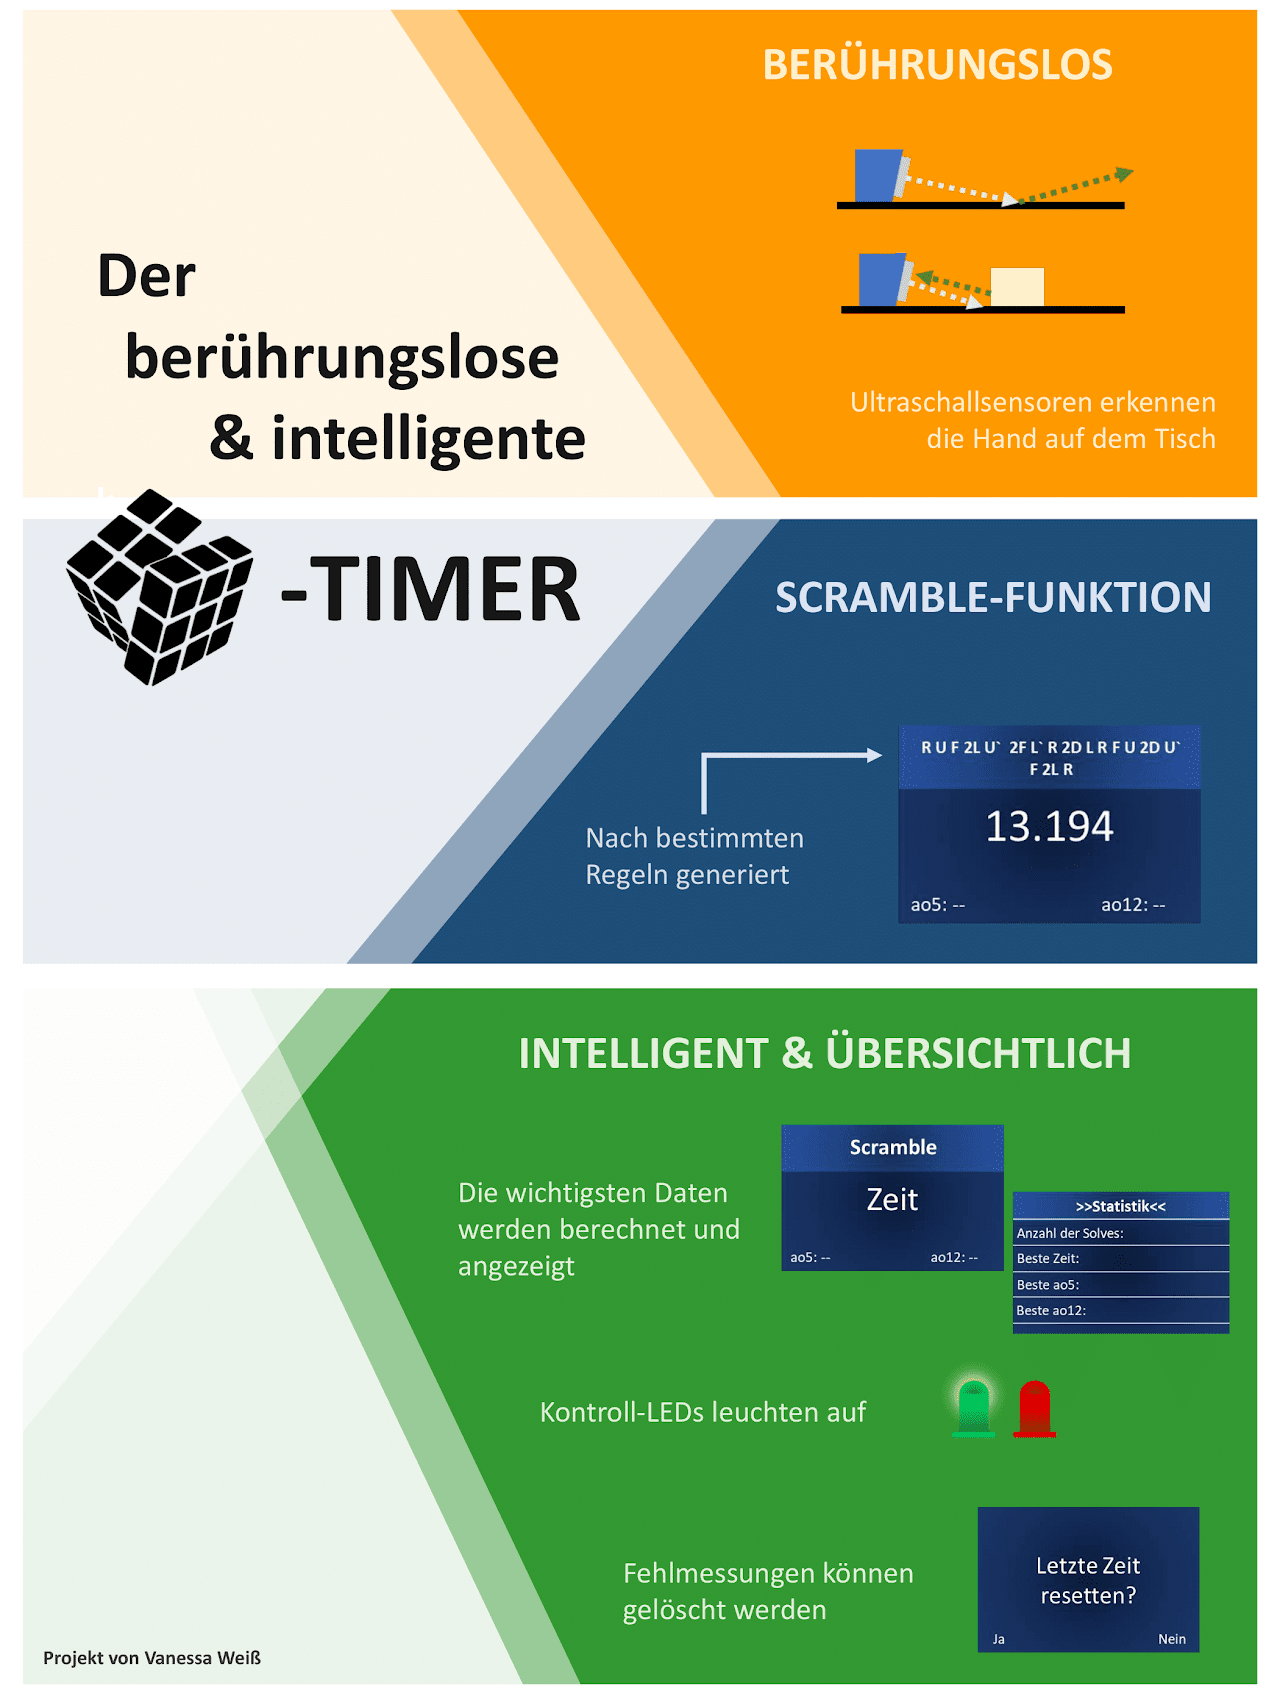 Der
berührungslose
& intelligente
-TIMER
BERÜHRUNGSLOS
Ultraschallsensoren erkennen
die Hand auf dem Tisch
SCRAMBLE-FUNKTION
Nach bestimmten
Regeln generiert
R U F 2L U` 2F L` R 2D L R F U 2D U`
F 2L R
13.194
ao5: -- ao12: --
INTELLIGENT & ÜBERSICHTLICH
Die wichtigsten Daten
werden berechnet und
angezeigt
Scramble
Zeit
ao5: -- ao12: --
>>Statistik<<
Anzahl der Solves:
Beste Zeit:
Beste ao5:
Beste ao12:
Kontroll-LEDs leuchten auf
Fehlmessungen können
gelöscht werden
Letzte Zeit
resetten?
Ja Nein
Projekt von Vanessa Weiß